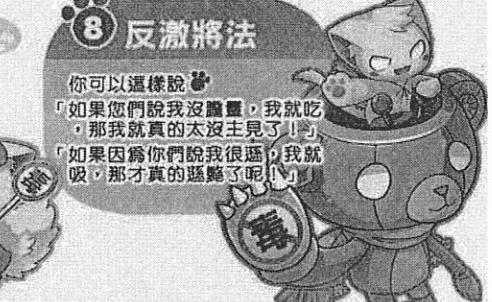 8 反激將法
你可以這樣說
「如果您們說我沒膽量，我就吃
，那我就真的太沒主見了！」
「如果因為你們說我很遜，我就
吸，那才真的遜斃了呢！」
毒
毒